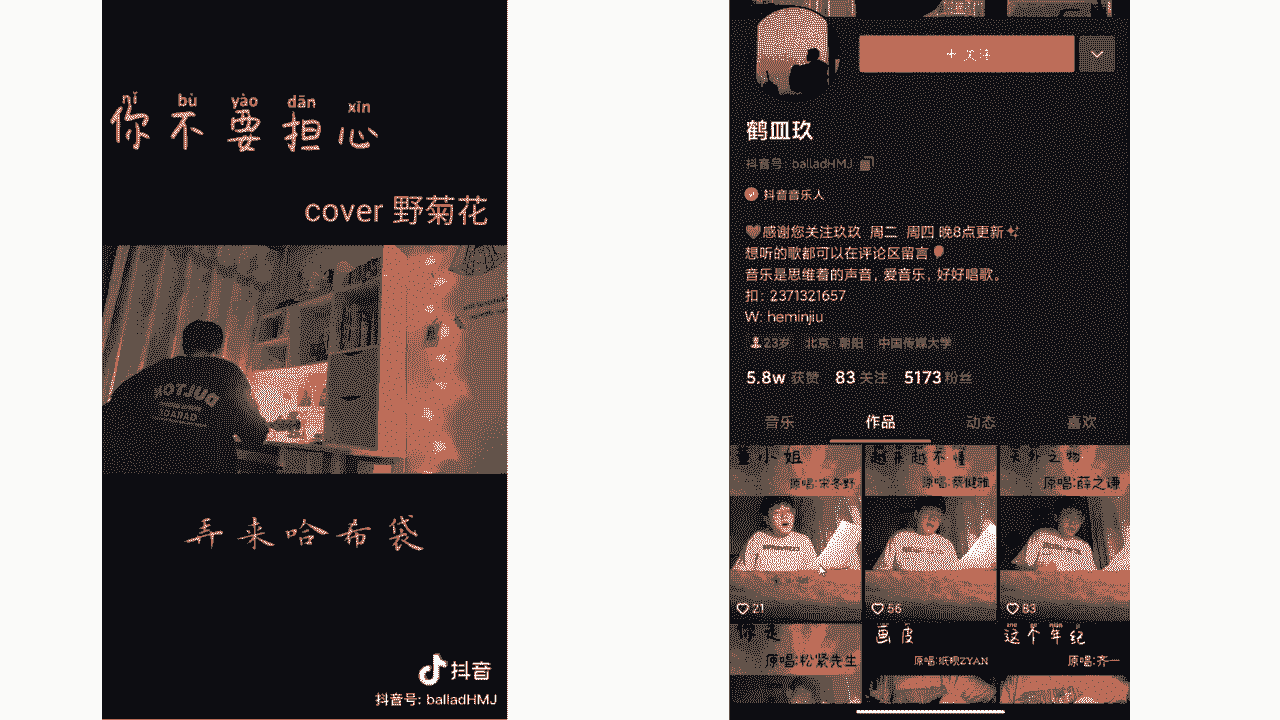 nǐ bù yào dān xīn
你不要担心
cover 野菊花
弄来哈布袋
抖音
抖音号: balladHMJ
+ 关注
鹤皿玖
抖音号: balladHMJ
抖音音乐人
感谢您关注玖玖 周二 周四 晚8点更新
想听的歌都可以在评论区留言
音乐是思维着的声音, 爱音乐, 好好唱歌。
扣: 2371321657
W: heminjiu
23岁 北京·朝阳 中国传媒大学
5.8w 获赞 83 关注 5173 粉丝
音乐 作品 动态 喜欢
董小姐 越来越不懂 天外之物
原唱:宋冬野 原唱:蔡健雅 原唱:薛之谦
21 56 83
你是 画皮 这个年纪
原唱:松紧先生 原唱:纸根ZYAN 原唱:齐一